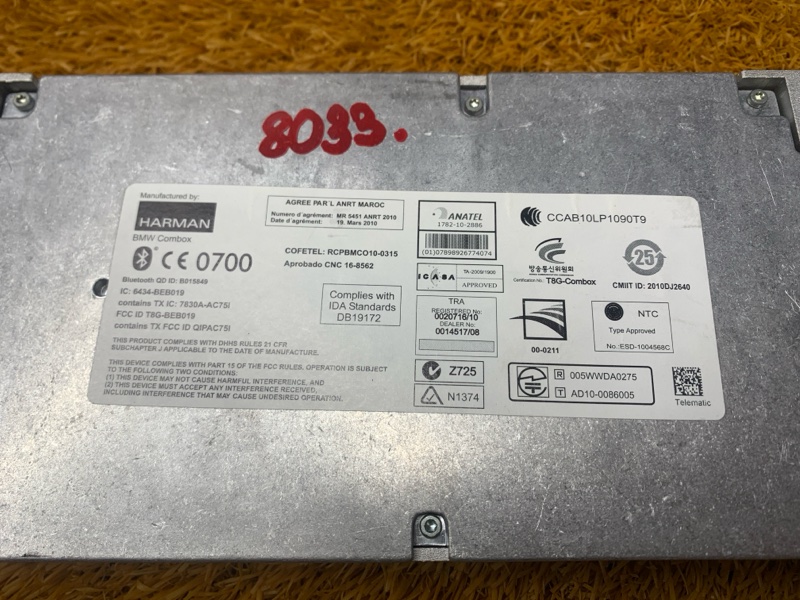 8033.
Manufactured by:
HARMAN
BMW Combox
CE 0700
Bluetooth QD ID: B015849
IC: 6434-BEB019
contains TX IC: 7830A-AC75I
FCC ID T8G-BEB019
contains TX FCC ID QIPAC75I
THIS PRODUCT COMPLIES WITH DHHS RULES 21 CFR
SUBCHAPTER J APPLICABLE TO THE DATE OF MANUFACTURE.
THIS DEVICE COMPLIES WITH PART 15 OF THE FCC RULES. OPERATION IS SUBJECT
TO THE FOLLOWING TWO CONDITIONS:
(1) THIS DEVICE MAY NOT CAUSE HARMFUL INTERFERENCE, AND
(2) THIS DEVICE MUST ACCEPT ANY INTERFERENCE RECEIVED,
INCLUDING INTERFERENCE THAT MAY CAUSE UNDESIRED OPERATION.
AGREE PAR´L ANRT MAROC
Numero d´agrément: MR 5451 ANRT 2010
Date d´agrément: 19. Mars 2010
COFETEL: RCPBMCO10-0315
Aprobado CNC 16-8562
Complies with
IDA Standards
DB19172
ANATEL
1782-10-2886
(01)07898926774074
ICASA
TA-2009/1900
APPROVED
TRA
REGISTERED No:
0020716/10
DEALER No:
0014517/08
Z725
N1374
CCAB10LP1090T9
방송통신위원회
Certification No.: T8G-Combox
25
CMIIT ID: 2010DJ2640
00-0211
NTC
Type Approved
No.:ESD-1004568C
R 005WWDA0275
T AD10-0086005
Telematic